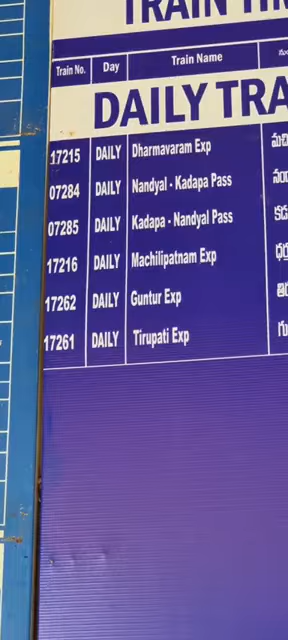 TRAIN
Train No. Day Train Name
DAILY TRA
17215 DAILY Dharmavaram Exp
07284 DAILY Nandyal - Kadapa Pass
07285 DAILY Kadapa - Nandyal Pass
17216 DAILY Machilipatnam Exp
17262 DAILY Guntur Exp
17261 DAILY Tirupati Exp